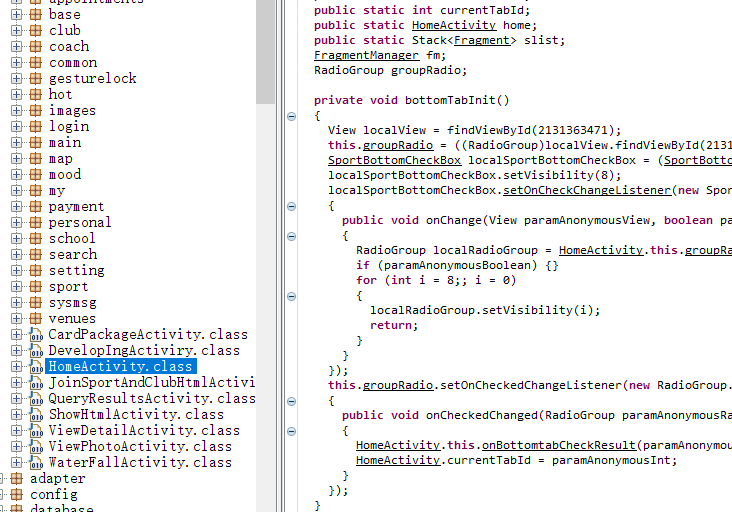 appointments
base
club
coach
common
gesturelock
hot
images
login
main
map
mood
my
payment
personal
school
search
setting
sport
sysmsg
venues
CardPackageActivity.class
DevelopIngActiviry.class
HomeActivity.class
JoinSportAndClubHtmlActivi
QueryResultsActivity.class
ShowHtmlActivity.class
ViewDetailActivity.class
ViewPhotoActivity.class
WaterFallActivity.class
adapter
config
database
public static int currentTabId;
public static HomeActivity home;
public static Stack<Fragment> slist;
FragmentManager fm;
RadioGroup groupRadio;
private void bottomTabInit()
{
View localView = findViewById(2131363471);
this.groupRadio = ((RadioGroup)localView.findViewById(2131
SportBottomCheckBox localSportBottomCheckBox = (SportBotto
localSportBottomCheckBox.setVisibility(8);
localSportBottomCheckBox.setOnCheckChangeListener(new Spor
{
public void onChange(View paramAnonymousView, boolean pa
{
RadioGroup localRadioGroup = HomeActivity.this.groupRa
if (paramAnonymousBoolean) {}
for (int i = 8;; i = 0)
{
localRadioGroup.setVisibility(i);
return;
}
}
});
this.groupRadio.setOnCheckedChangeListener(new RadioGroup.
{
public void onCheckedChanged(RadioGroup paramAnonymousRa
{
HomeActivity.this.onBottomtabCheckResult(paramAnonymou
HomeActivity.currentTabId = paramAnonymousInt;
}
});
}